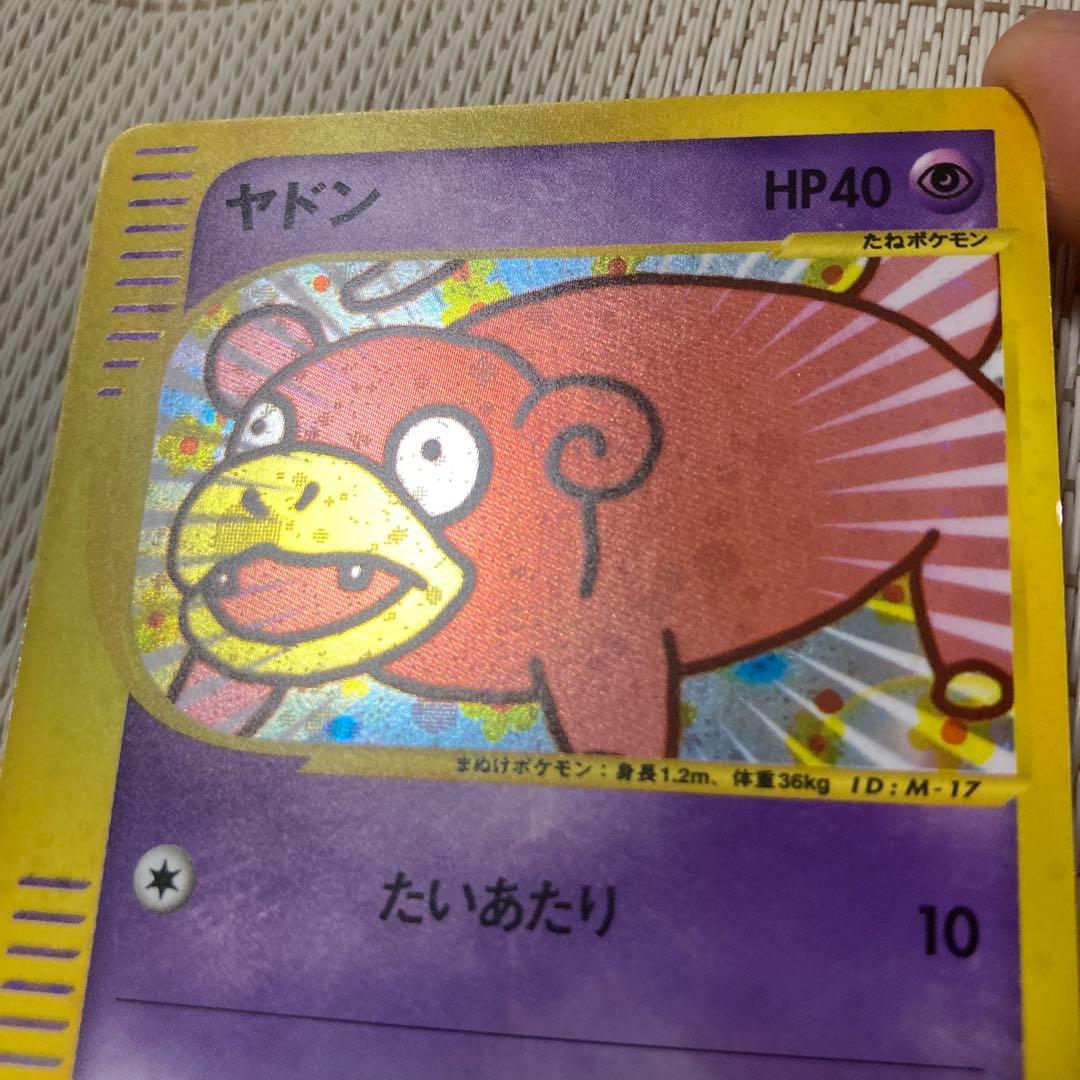 ヤドン
HP40
たねポケモン
まぬけポケモン：身長1.2m、体重36kg ID:M-17
たいあたり 10